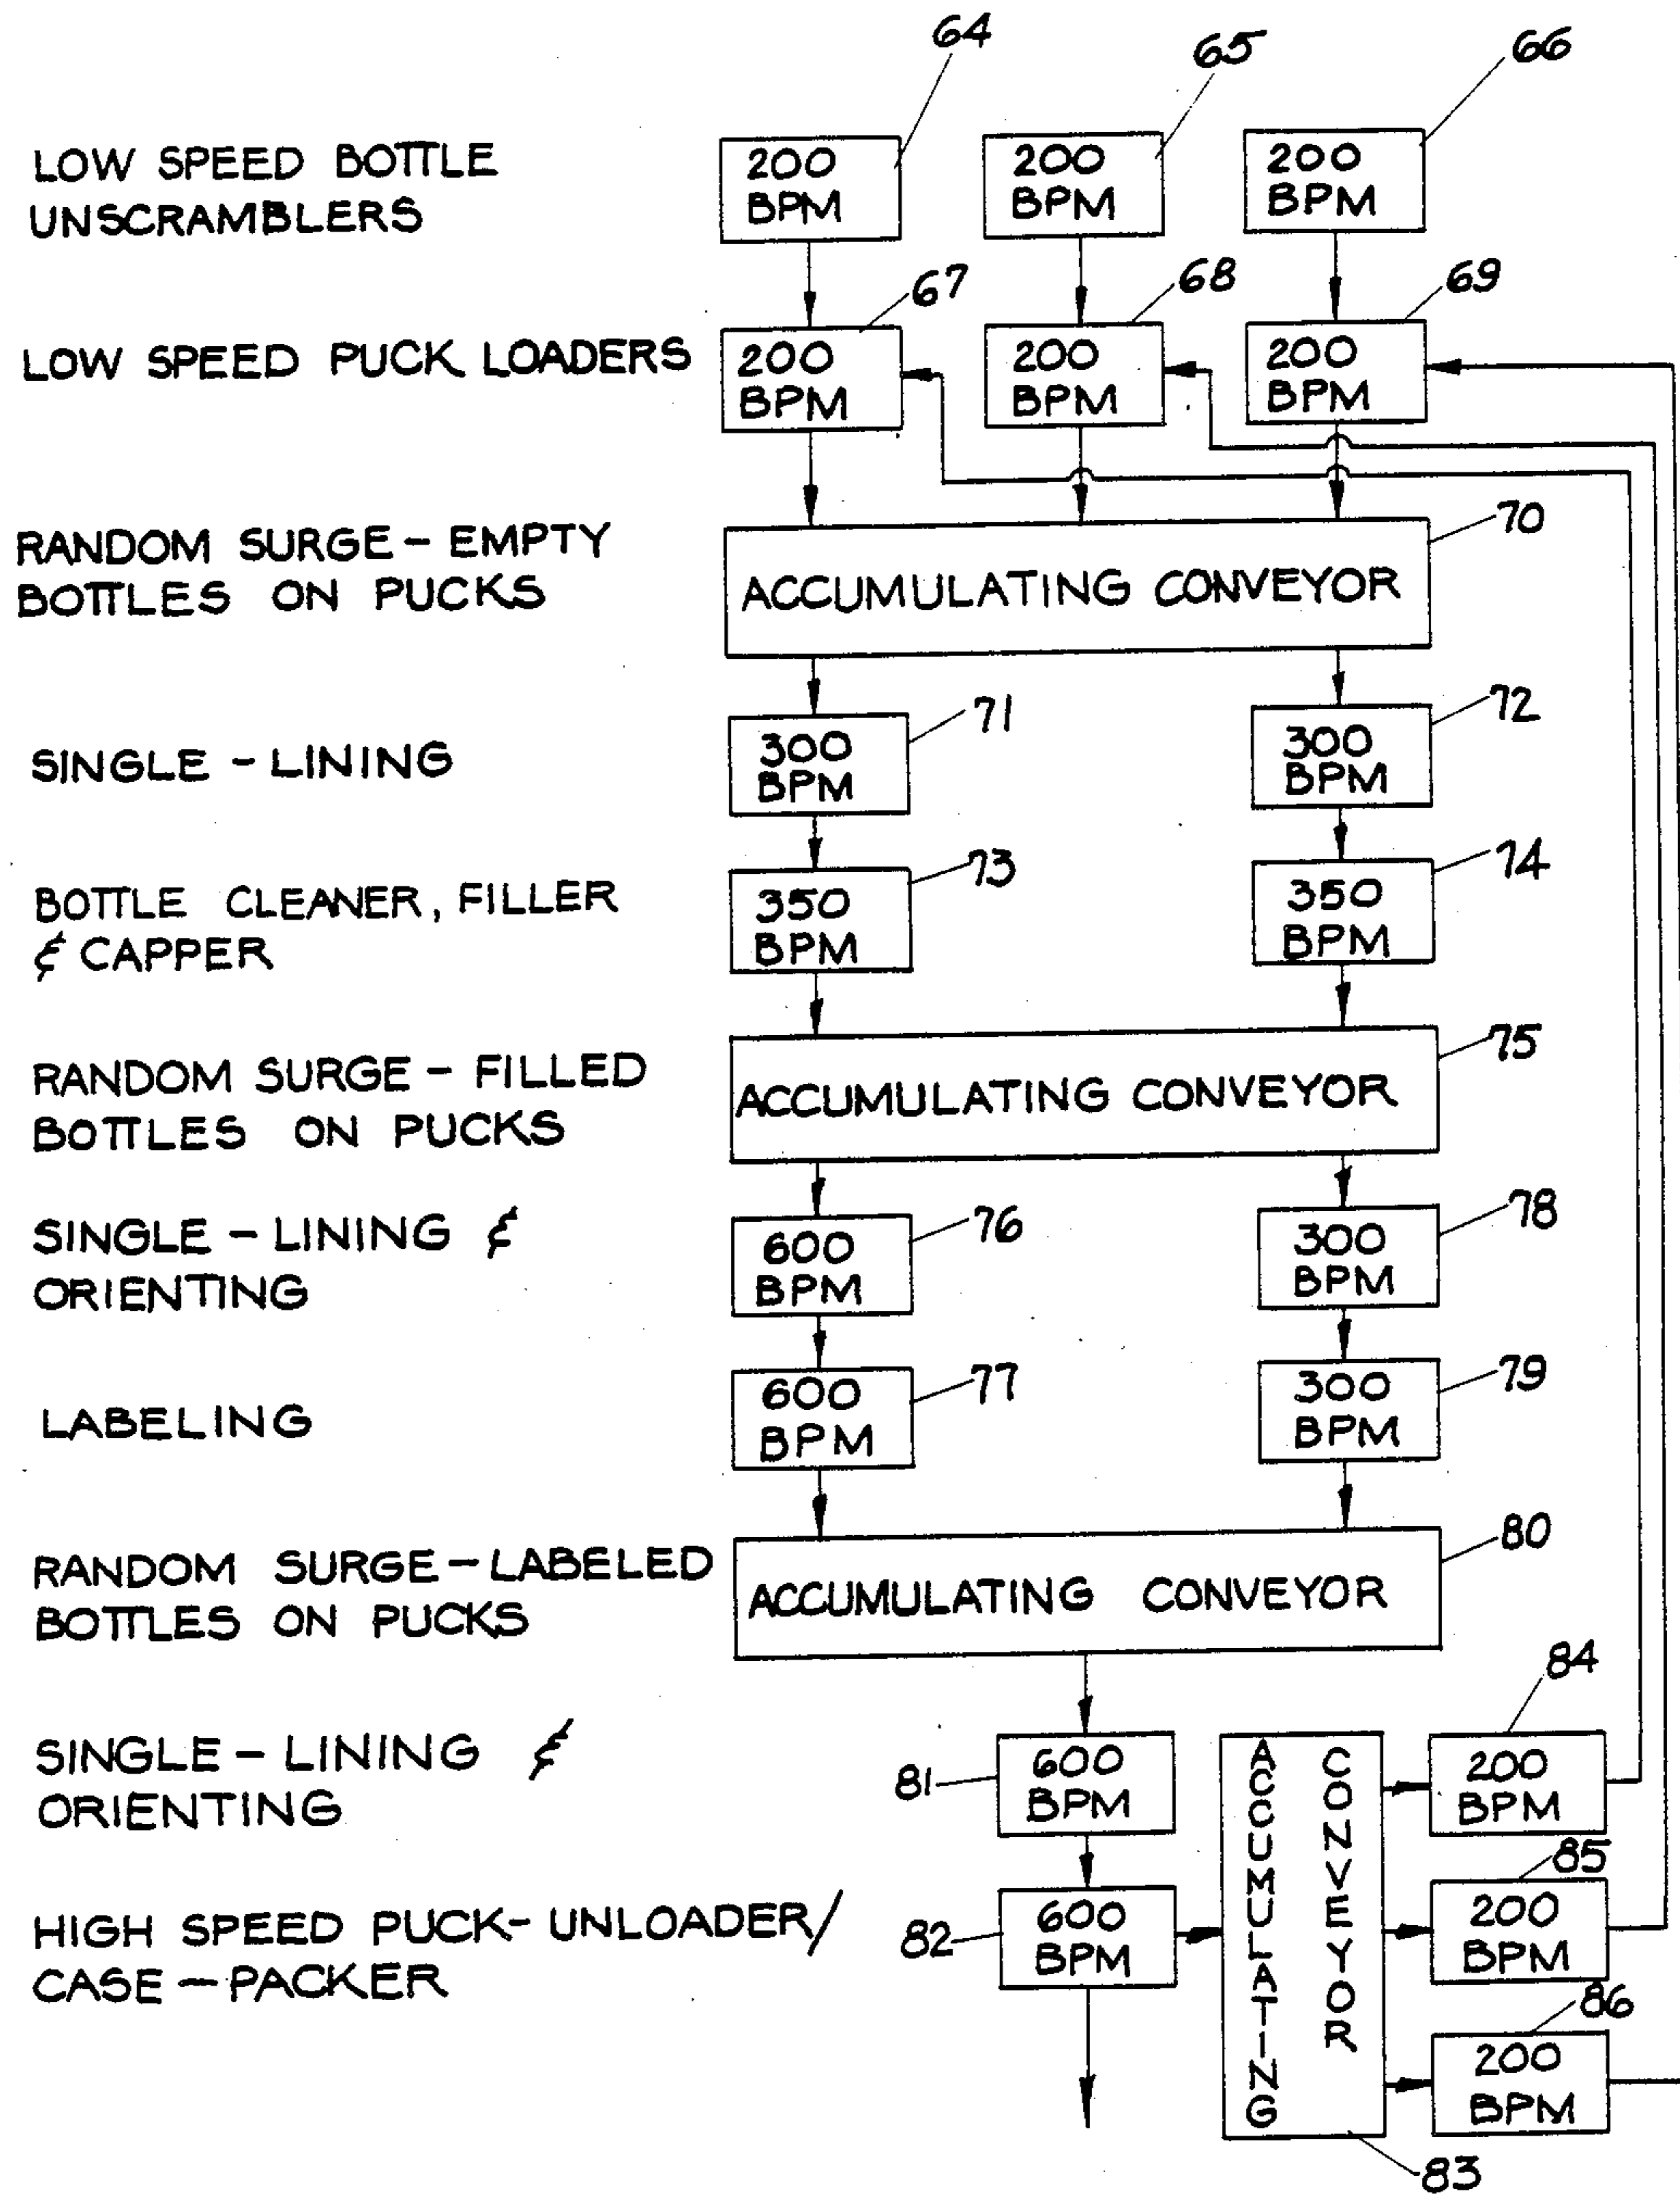 64 65 66
LOW SPEED BOTTLE
UNSCRAMBLERS
200 BPM
200 BPM
200 BPM
67 68 69
LOW SPEED PUCK LOADERS
200 BPM
200 BPM
200 BPM
70
RANDOM SURGE - EMPTY
BOTTLES ON PUCKS
ACCUMULATING CONVEYOR
71 72
SINGLE - LINING
300 BPM
300 BPM
73 74
BOTTLE CLEANER, FILLER
& CAPPER
350 BPM
350 BPM
75
RANDOM SURGE - FILLED
BOTTLES ON PUCKS
ACCUMULATING CONVEYOR
76 78
SINGLE - LINING &
ORIENTING
600 BPM
300 BPM
77 79
LABELING
600 BPM
300 BPM
80
RANDOM SURGE - LABELED
BOTTLES ON PUCKS
ACCUMULATING CONVEYOR
84
SINGLE - LINING &
ORIENTING
81
600 BPM
ACCUMULATING CONVEYOR
200 BPM
85
HIGH SPEED PUCK - UNLOADER/
CASE - PACKER
82
600 BPM
200 BPM
86
200 BPM
83